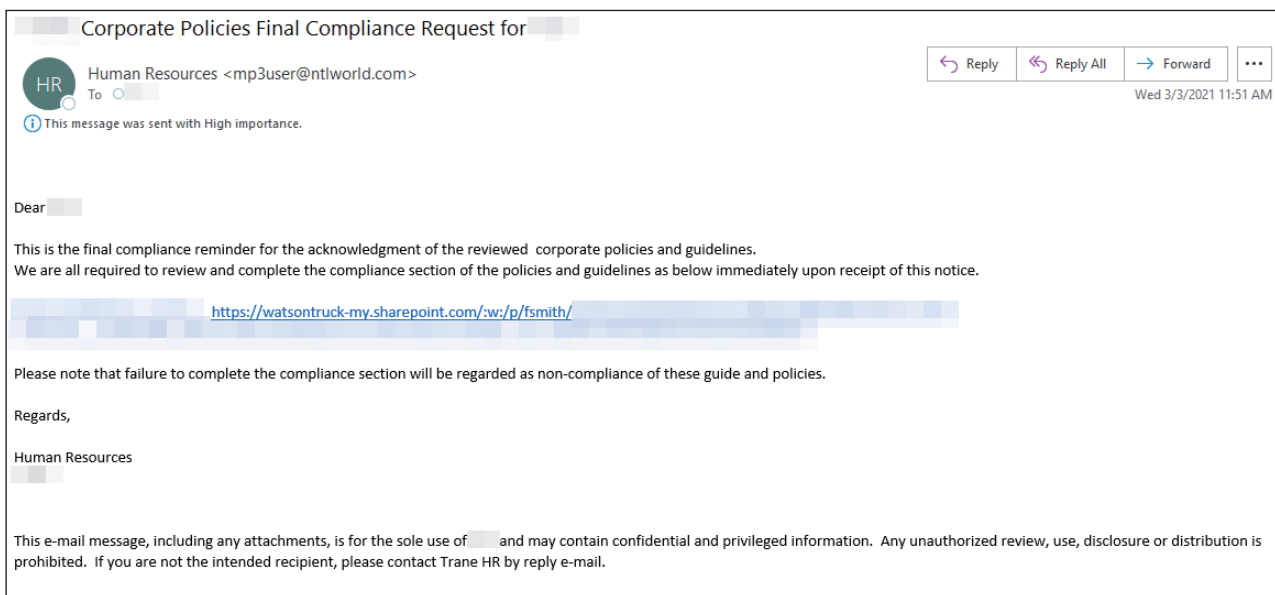 Corporate Policies Final Compliance Request for
HR
Human Resources <mp3user@ntlworld.com>
To
Reply
Reply All
Forward
Wed 3/3/2021 11:51 AM
This message was sent with High importance.
Dear
This is the final compliance reminder for the acknowledgment of the reviewed corporate policies and guidelines.
We are all required to review and complete the compliance section of the policies and guidelines as below immediately upon receipt of this notice.
https://watsontruck-my.sharepoint.com/:w:/p/fsmith/
Please note that failure to complete the compliance section will be regarded as non-compliance of these guide and policies.
Regards,
Human Resources
This e-mail message, including any attachments, is for the sole use of and may contain confidential and privileged information. Any unauthorized review, use, disclosure or distribution is
prohibited. If you are not the intended recipient, please contact Trane HR by reply e-mail.